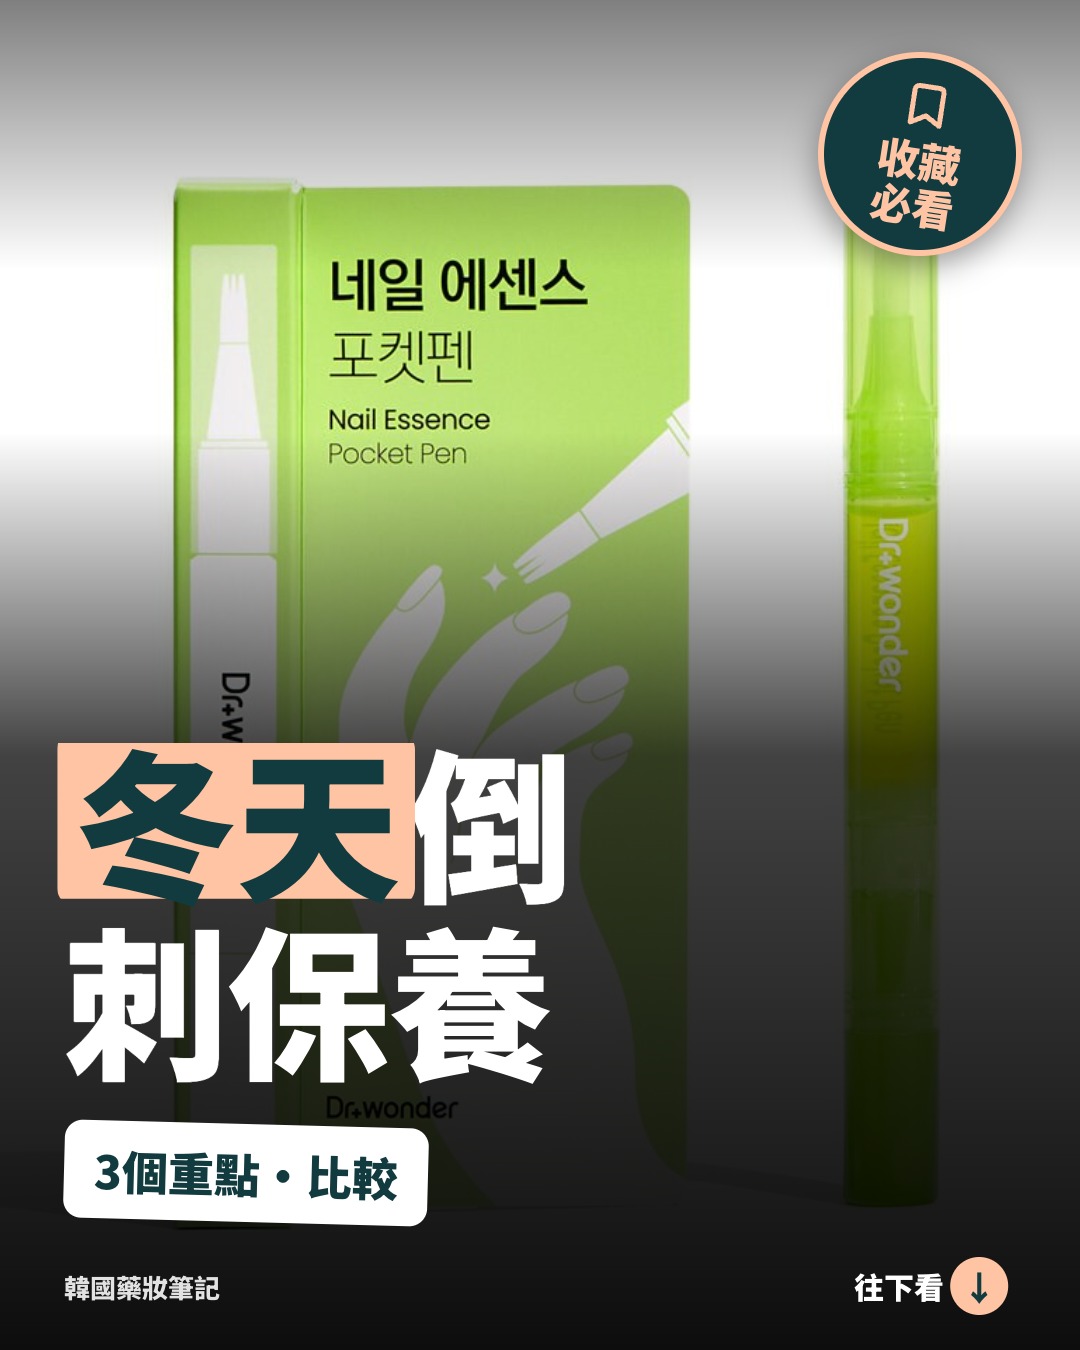 收藏
必看
네일 에센스
포켓펜
Nail Essence
Pocket Pen
Dr+wonder
Dr+w
冬天倒
刺保養
Dr+wonder
3個重點・比較
韓國藥妝筆記
往下看